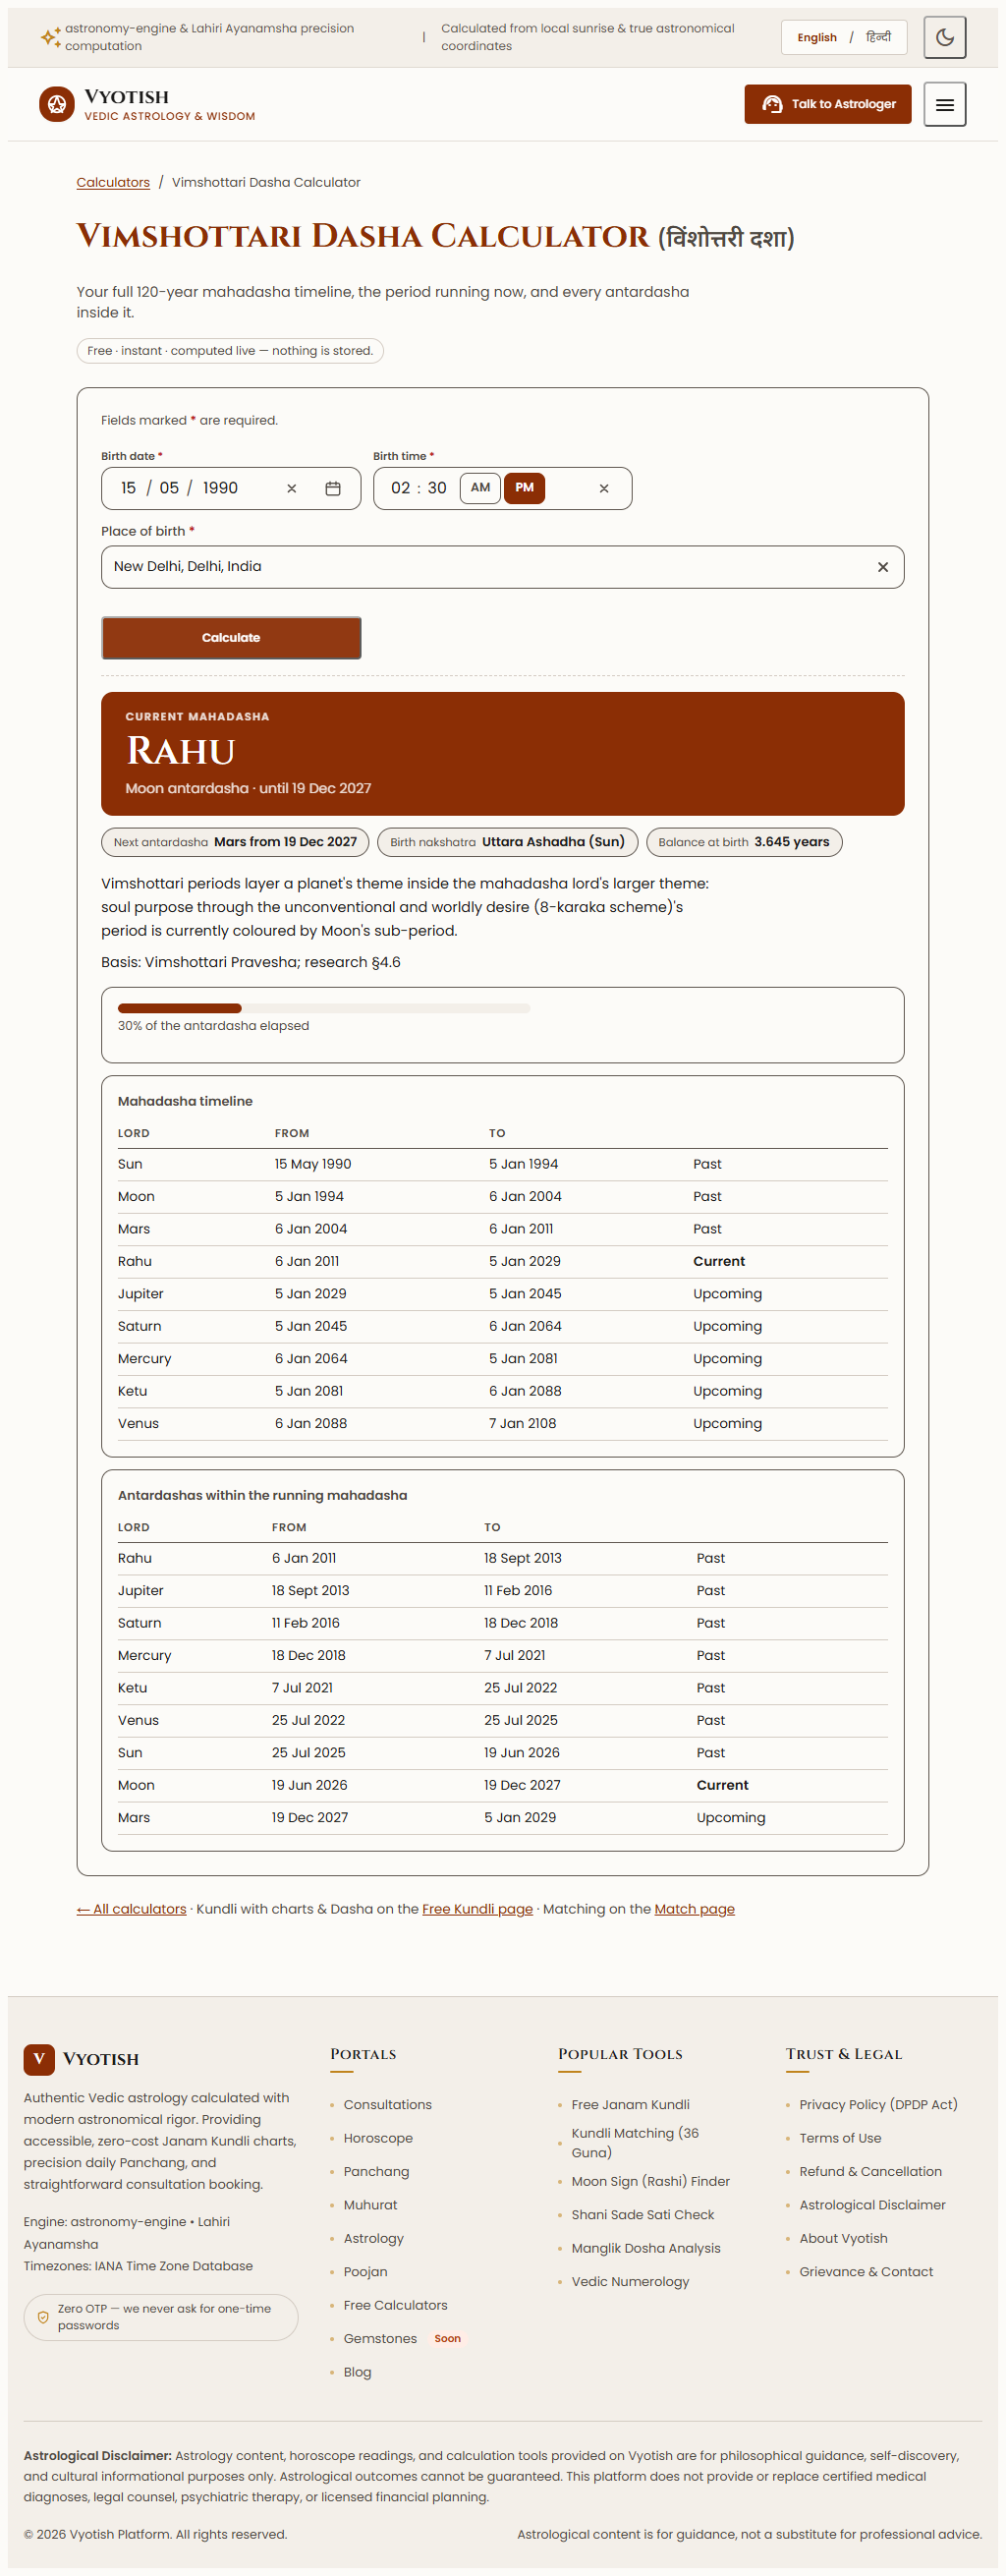 astronomy-engine & Lahiri Ayanamsha precision
computation
|
Calculated from local sunrise & true astronomical
coordinates
English / हिन्दी
Vyotish
VEDIC ASTROLOGY & WISDOM
Talk to Astrologer
Calculators / Vimshottari Dasha Calculator
Vimshottari Dasha Calculator (विंशोत्तरी दशा)
Your full 120-year mahadasha timeline, the period running now, and every antardasha
inside it.
Free · instant · computed live — nothing is stored.
Fields marked * are required.
Birth date * Birth time *
15 / 05 / 1990 × 02 : 30 AM PM ×
Place of birth *
New Delhi, Delhi, India ×
Calculate
CURRENT MAHADASHA
Rahu
Moon antardasha · until 19 Dec 2027
Next antardasha Mars from 19 Dec 2027 Birth nakshatra Uttara Ashadha (Sun) Balance at birth 3.645 years
Vimshottari periods layer a planet's theme inside the mahadasha lord's larger theme:
soul purpose through the unconventional and worldly desire (8-karaka scheme)'s
period is currently coloured by Moon's sub-period.
Basis: Vimshottari Pravesha; research §4.6
30% of the antardasha elapsed
Mahadasha timeline
LORD FROM TO
Sun 15 May 1990 5 Jan 1994 Past
Moon 5 Jan 1994 6 Jan 2004 Past
Mars 6 Jan 2004 6 Jan 2011 Past
Rahu 6 Jan 2011 5 Jan 2029 Current
Jupiter 5 Jan 2029 5 Jan 2045 Upcoming
Saturn 5 Jan 2045 6 Jan 2064 Upcoming
Mercury 6 Jan 2064 5 Jan 2081 Upcoming
Ketu 5 Jan 2081 6 Jan 2088 Upcoming
Venus 6 Jan 2088 7 Jan 2108 Upcoming
Antardashas within the running mahadasha
LORD FROM TO
Rahu 6 Jan 2011 18 Sept 2013 Past
Jupiter 18 Sept 2013 11 Feb 2016 Past
Saturn 11 Feb 2016 18 Dec 2018 Past
Mercury 18 Dec 2018 7 Jul 2021 Past
Ketu 7 Jul 2021 25 Jul 2022 Past
Venus 25 Jul 2022 25 Jul 2025 Past
Sun 25 Jul 2025 19 Jun 2026 Past
Moon 19 Jun 2026 19 Dec 2027 Current
Mars 19 Dec 2027 5 Jan 2029 Upcoming
← All calculators · Kundli with charts & Dasha on the Free Kundli page · Matching on the Match page
V Vyotish
Authentic Vedic astrology calculated with
modern astronomical rigor. Providing
accessible, zero-cost Janam Kundli charts,
precision daily Panchang, and
straightforward consultation booking.
Engine: astronomy-engine • Lahiri
Ayanamsha
Timezones: IANA Time Zone Database
Zero OTP — we never ask for one-time
passwords
Portals
Consultations
Horoscope
Panchang
Muhurat
Astrology
Poojan
Free Calculators
Gemstones Soon
Blog
Popular Tools
Free Janam Kundli
Kundli Matching (36
Guna)
Moon Sign (Rashi) Finder
Shani Sade Sati Check
Manglik Dosha Analysis
Vedic Numerology
Trust & Legal
Privacy Policy (DPDP Act)
Terms of Use
Refund & Cancellation
Astrological Disclaimer
About Vyotish
Grievance & Contact
Astrological Disclaimer: Astrology content, horoscope readings, and calculation tools provided on Vyotish are for philosophical guidance, self-discovery,
and cultural informational purposes only. Astrological outcomes cannot be guaranteed. This platform does not provide or replace certified medical
diagnoses, legal counsel, psychiatric therapy, or licensed financial planning.
© 2026 Vyotish Platform. All rights reserved.
Astrological content is for guidance, not a substitute for professional advice.